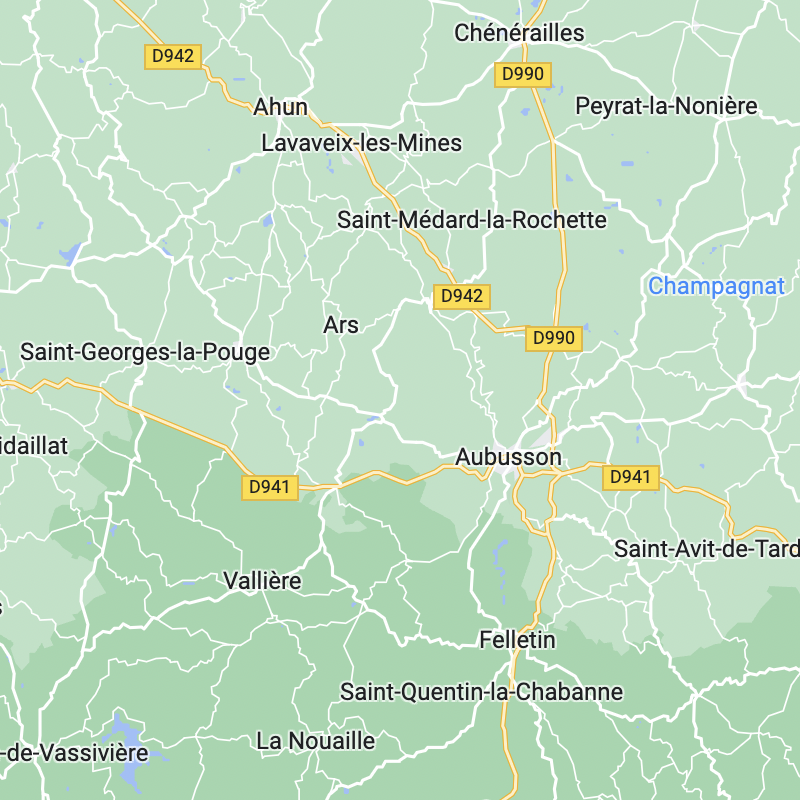 Chénérailles
D942
D990
Ahun
Peyrat-la-Nonière
Lavaveix-les-Mines
Saint-Médard-la-Rochette
Champagnat
D942
Ars
D990
Saint-Georges-la-Pouge
idaillat
Aubusson
D941
D941
Saint-Avit-de-Tard
Vallière
s
Felletin
Saint-Quentin-la-Chabanne
La Nouaille
-de-Vassivière